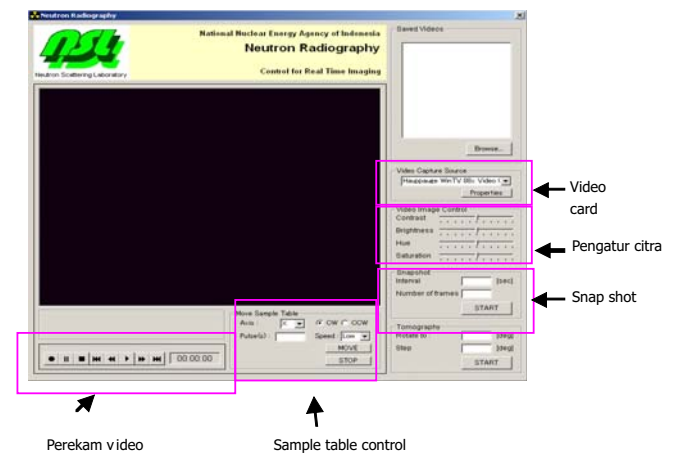 Neutron Radiography
nsl
Neutron Scattering Laboratory
National Nuclear Energy Agency of Indonesia
Neutron Radiography
Control for Real Time Imaging
Saved Videos
Browse...
Video Capture Source
Hauppauge WinTV 88x Video
Properties
Video card
Video Image Control
Contrast
Brightness
Hue
Saturation
Pengatur citra
Snapshot
Interval [sec]
Number of frames
START
Snap shot
Move Sample Table
Axis : X CW CCW
Pulse(s) : Speed : Low
MOVE
STOP
Tomography
Rotate to [deg]
Step [deg]
START
00:00:00
Perekam video
Sample table control